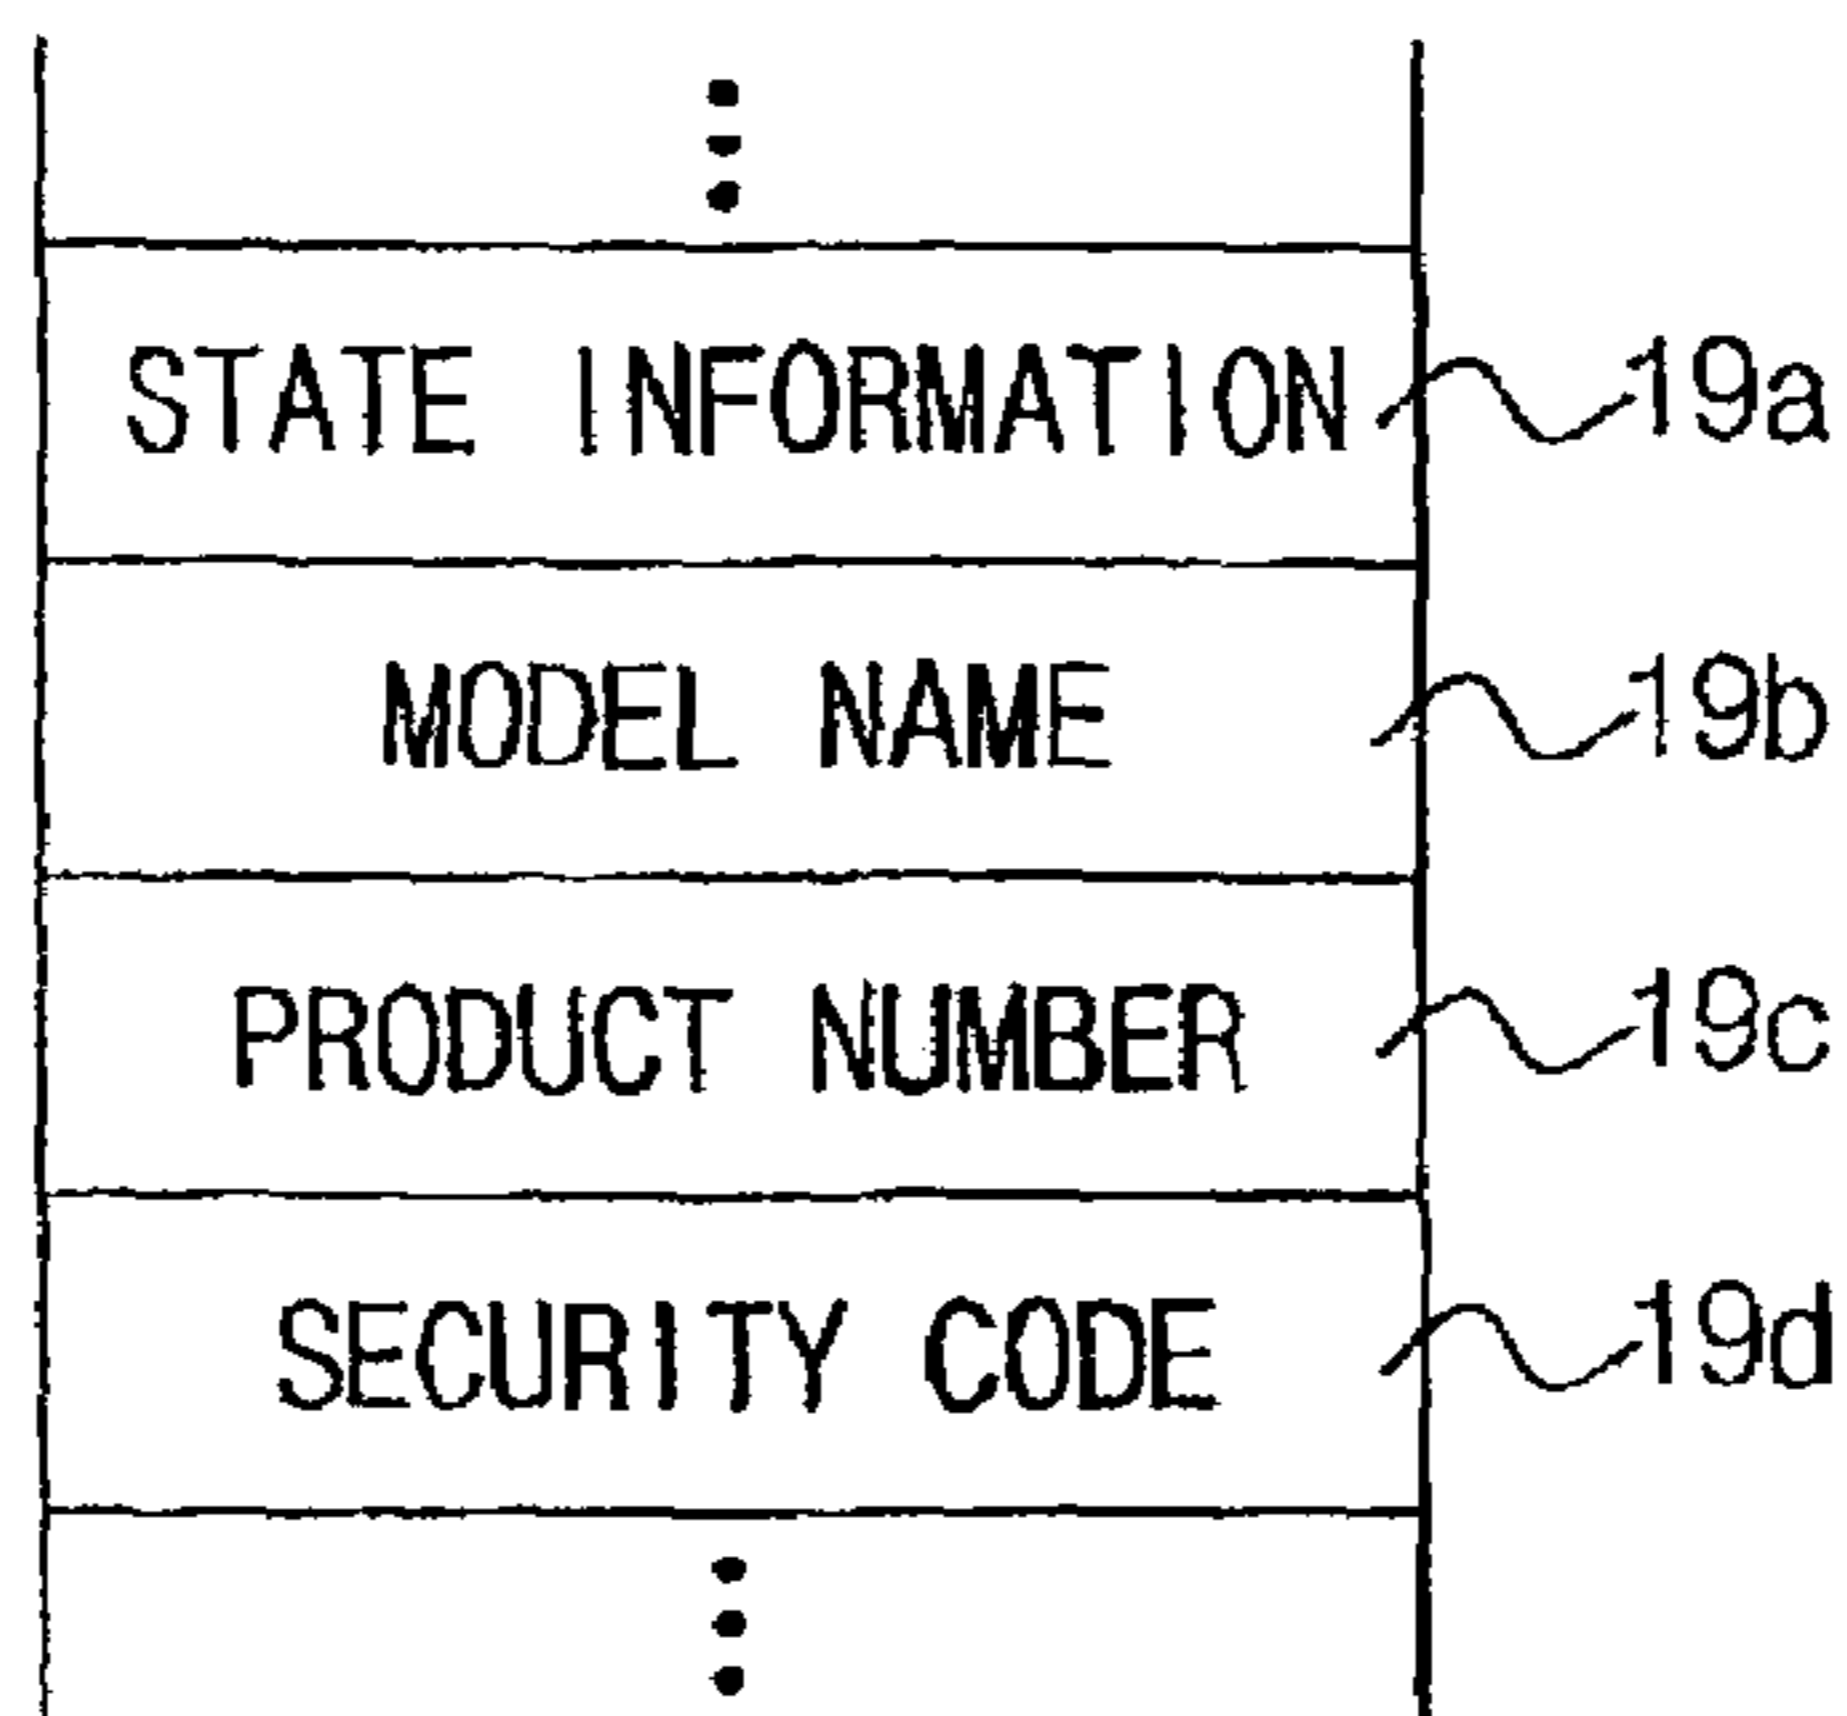 STATE INFORMATION 19a
MODEL NAME 19b
PRODUCT NUMBER 19c
SECURITY CODE 19d